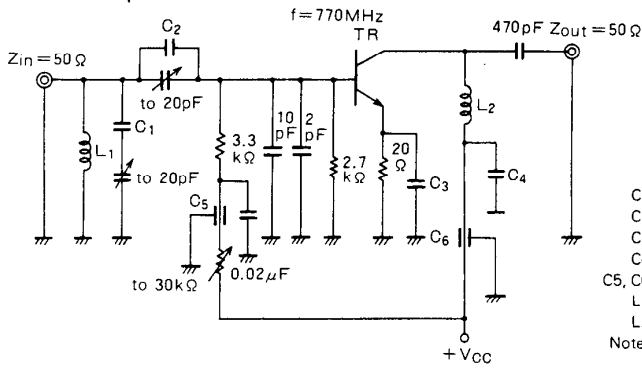 f=770MHz
TR
470pF Zout=50Ω
C2
Zin=50Ω
to 20pF
L1
C1
to 20pF
3.3
kΩ
10
pF
2
pF
2.7
kΩ
20
Ω
C3
L2
C4
C5
C6
to 30kΩ
0.02μF
+VCC
C
C
C
C
C5, C
L
L
Note